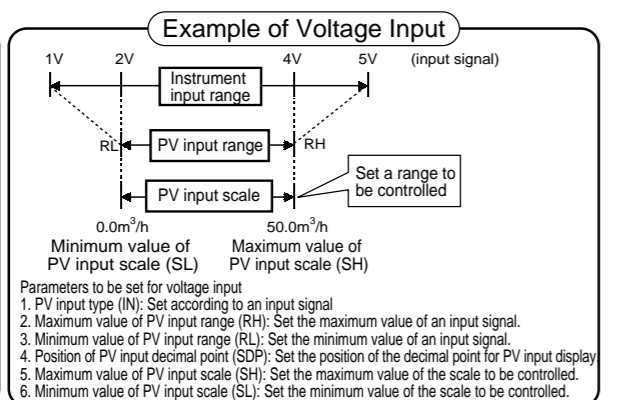 Example of Voltage Input
1V 2V 4V 5V (input signal)
Instrument
input range
RL PV input range RH
PV input scale
Set a range to
be controlled
0.0m³/h 50.0m³/h
Minimum value of Maximum value of
PV input scale (SL) PV input scale (SH)
Parameters to be set for voltage input
1. PV input type (IN): Set according to an input signal
2. Maximum value of PV input range (RH): Set the maximum value of an input signal.
3. Minimum value of PV input range (RL): Set the minimum value of an input signal.
4. Position of PV input decimal point (SDP): Set the position of the decimal point for PV input display.
5. Maximum value of PV input scale (SH): Set the maximum value of the scale to be controlled.
6. Minimum value of PV input scale (SL): Set the minimum value of the scale to be controlled.